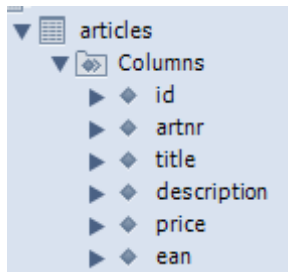 articles
Columns
id
artnr
title
description
price
ean